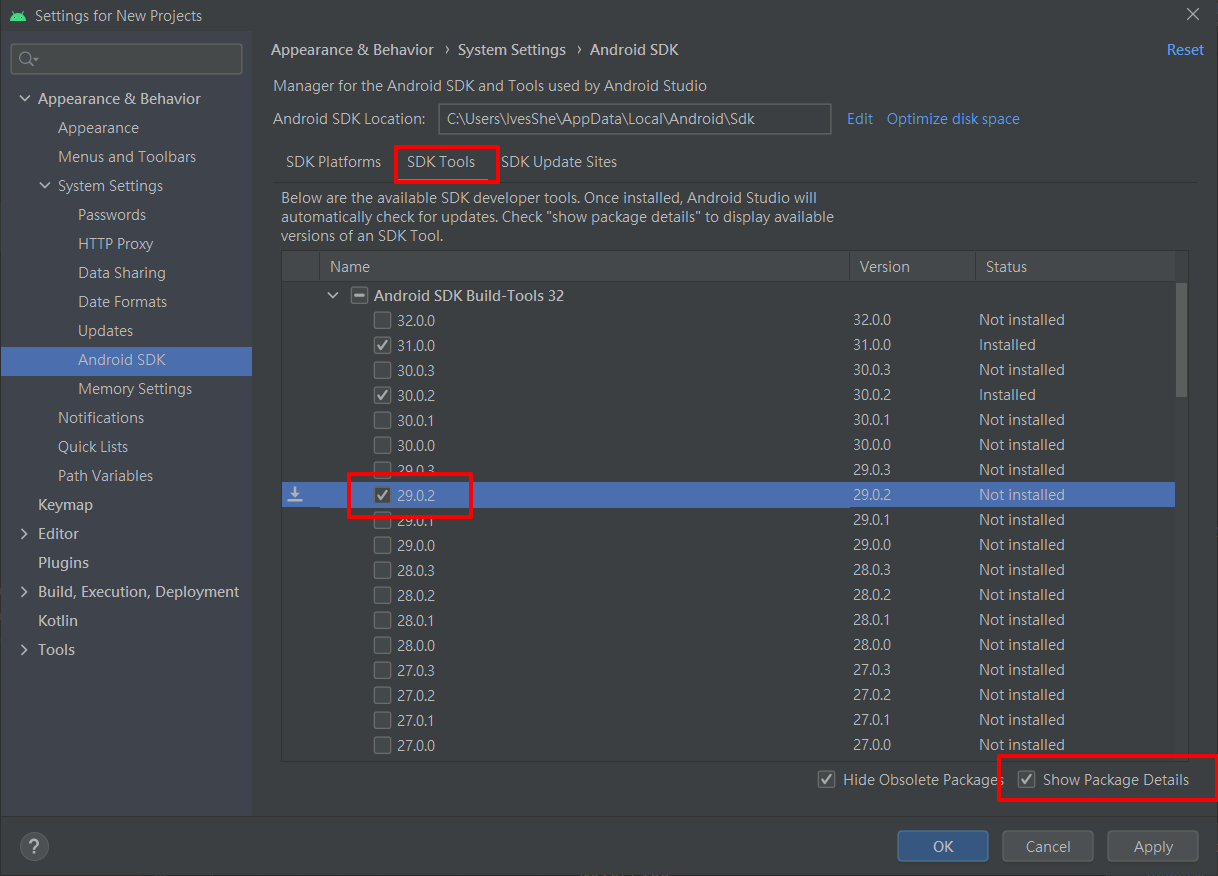 Settings for New Projects
Appearance & Behavior › System Settings › Android SDK
Reset
Appearance & Behavior
Appearance
Menus and Toolbars
System Settings
Passwords
HTTP Proxy
Data Sharing
Date Formats
Updates
Android SDK
Memory Settings
Notifications
Quick Lists
Path Variables
Keymap
Editor
Plugins
Build, Execution, Deployment
Kotlin
Tools
Manager for the Android SDK and Tools used by Android Studio
Android SDK Location: C:\Users\IvesShe\AppData\Local\Android\Sdk Edit Optimize disk space
SDK Platforms SDK Tools SDK Update Sites
Below are the available SDK developer tools. Once installed, Android Studio will
automatically check for updates. Check "show package details" to display available
versions of an SDK Tool.
Name Version Status
Android SDK Build-Tools 32
32.0.0 32.0.0 Not installed
31.0.0 31.0.0 Installed
30.0.3 30.0.3 Not installed
30.0.2 30.0.2 Installed
30.0.1 30.0.1 Not installed
30.0.0 30.0.0 Not installed
29.0.3 29.0.3 Not installed
29.0.2 29.0.2 Not installed
29.0.1 29.0.1 Not installed
29.0.0 29.0.0 Not installed
28.0.3 28.0.3 Not installed
28.0.2 28.0.2 Not installed
28.0.1 28.0.1 Not installed
28.0.0 28.0.0 Not installed
27.0.3 27.0.3 Not installed
27.0.2 27.0.2 Not installed
27.0.1 27.0.1 Not installed
27.0.0 27.0.0 Not installed
Hide Obsolete Packages Show Package Details
? OK Cancel Apply